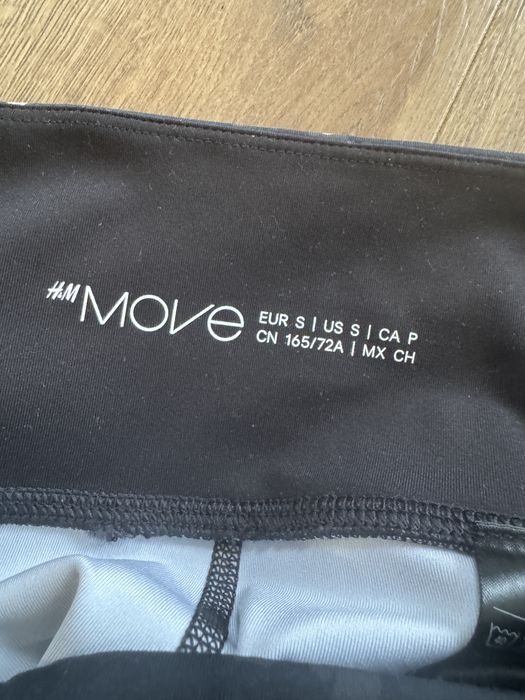 H&M MOVE
EUR S | US S | CA P
CN 165/72A | MX CH